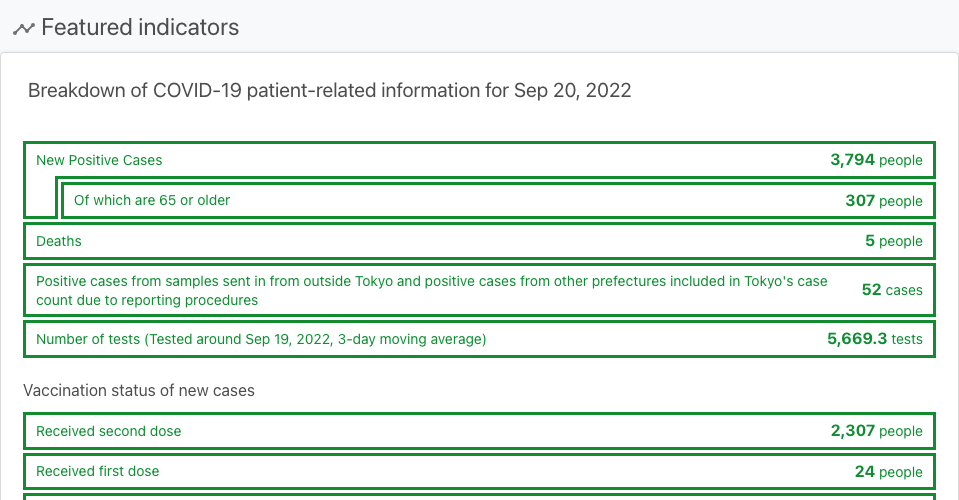 Featured indicators
Breakdown of COVID-19 patient-related information for Sep 20, 2022
New Positive Cases 3,794 people
Of which are 65 or older 307 people
Deaths 5 people
Positive cases from samples sent in from outside Tokyo and positive cases from other prefectures included in Tokyo's case
count due to reporting procedures 52 cases
Number of tests (Tested around Sep 19, 2022, 3-day moving average) 5,669.3 tests
Vaccination status of new cases
Received second dose 2,307 people
Received first dose 24 people